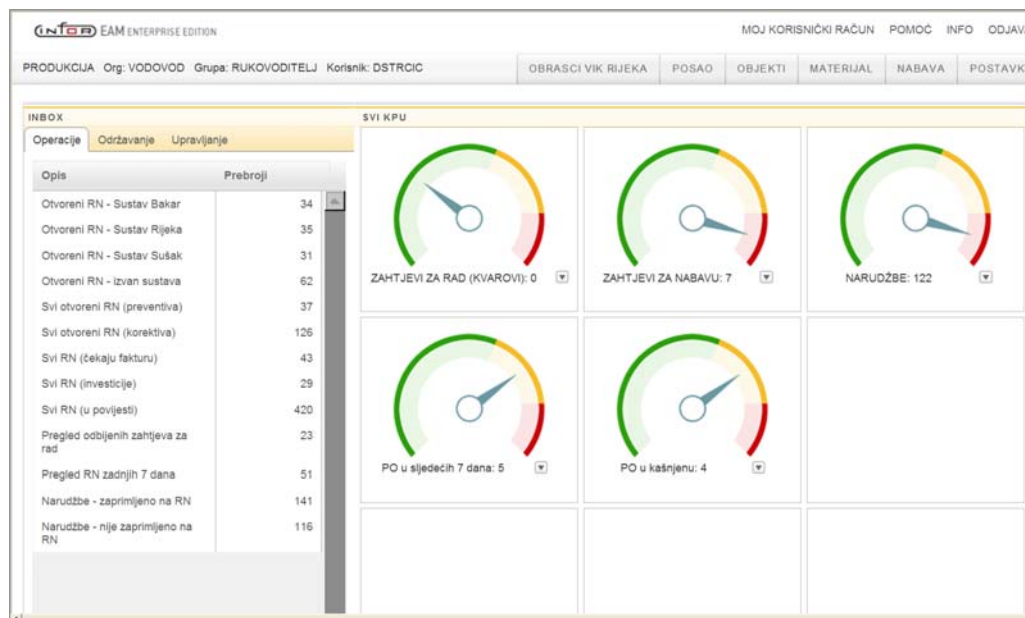 infor EAM ENTERPRISE EDITION
MOJ KORISNIČKI RAČUN POMOĆ INFO ODJAVA
PRODUKCIJA Org: VODOVOD Grupa: RUKOVODITELJ Korisnik: DSTRCIC
OBRASCI VIK RIJEKA POSAO OBJEKTI MATERIJAL NABAVA POSTAVK
INBOX
Operacije Održavanje Upravljanje
Opis Prebroji
Otvoreni RN - Sustav Bakar 34
Otvoreni RN - Sustav Rijeka 35
Otvoreni RN - Sustav Sušak 31
Otvoreni RN - izvan sustava 62
Svi otvoreni RN (preventiva) 37
Svi otvoreni RN (korektiva) 126
Svi RN (čekaju fakturu) 43
Svi RN (investicije) 29
Svi RN (u povijesti) 420
Pregled odbijenih zahtjeva za 23
rad
Pregled RN zadnjih 7 dana 51
Narudžbe - zaprimljeno na RN 141
Narudžbe - nije zaprimljeno na 116
RN
SVI KPU
ZAHTJEVI ZA RAD (KVAROVI): 0
ZAHTJEVI ZA NABAVU: 7
NARUDŽBE: 122
PO u sljedećih 7 dana: 5
PO u kašnjenu: 4